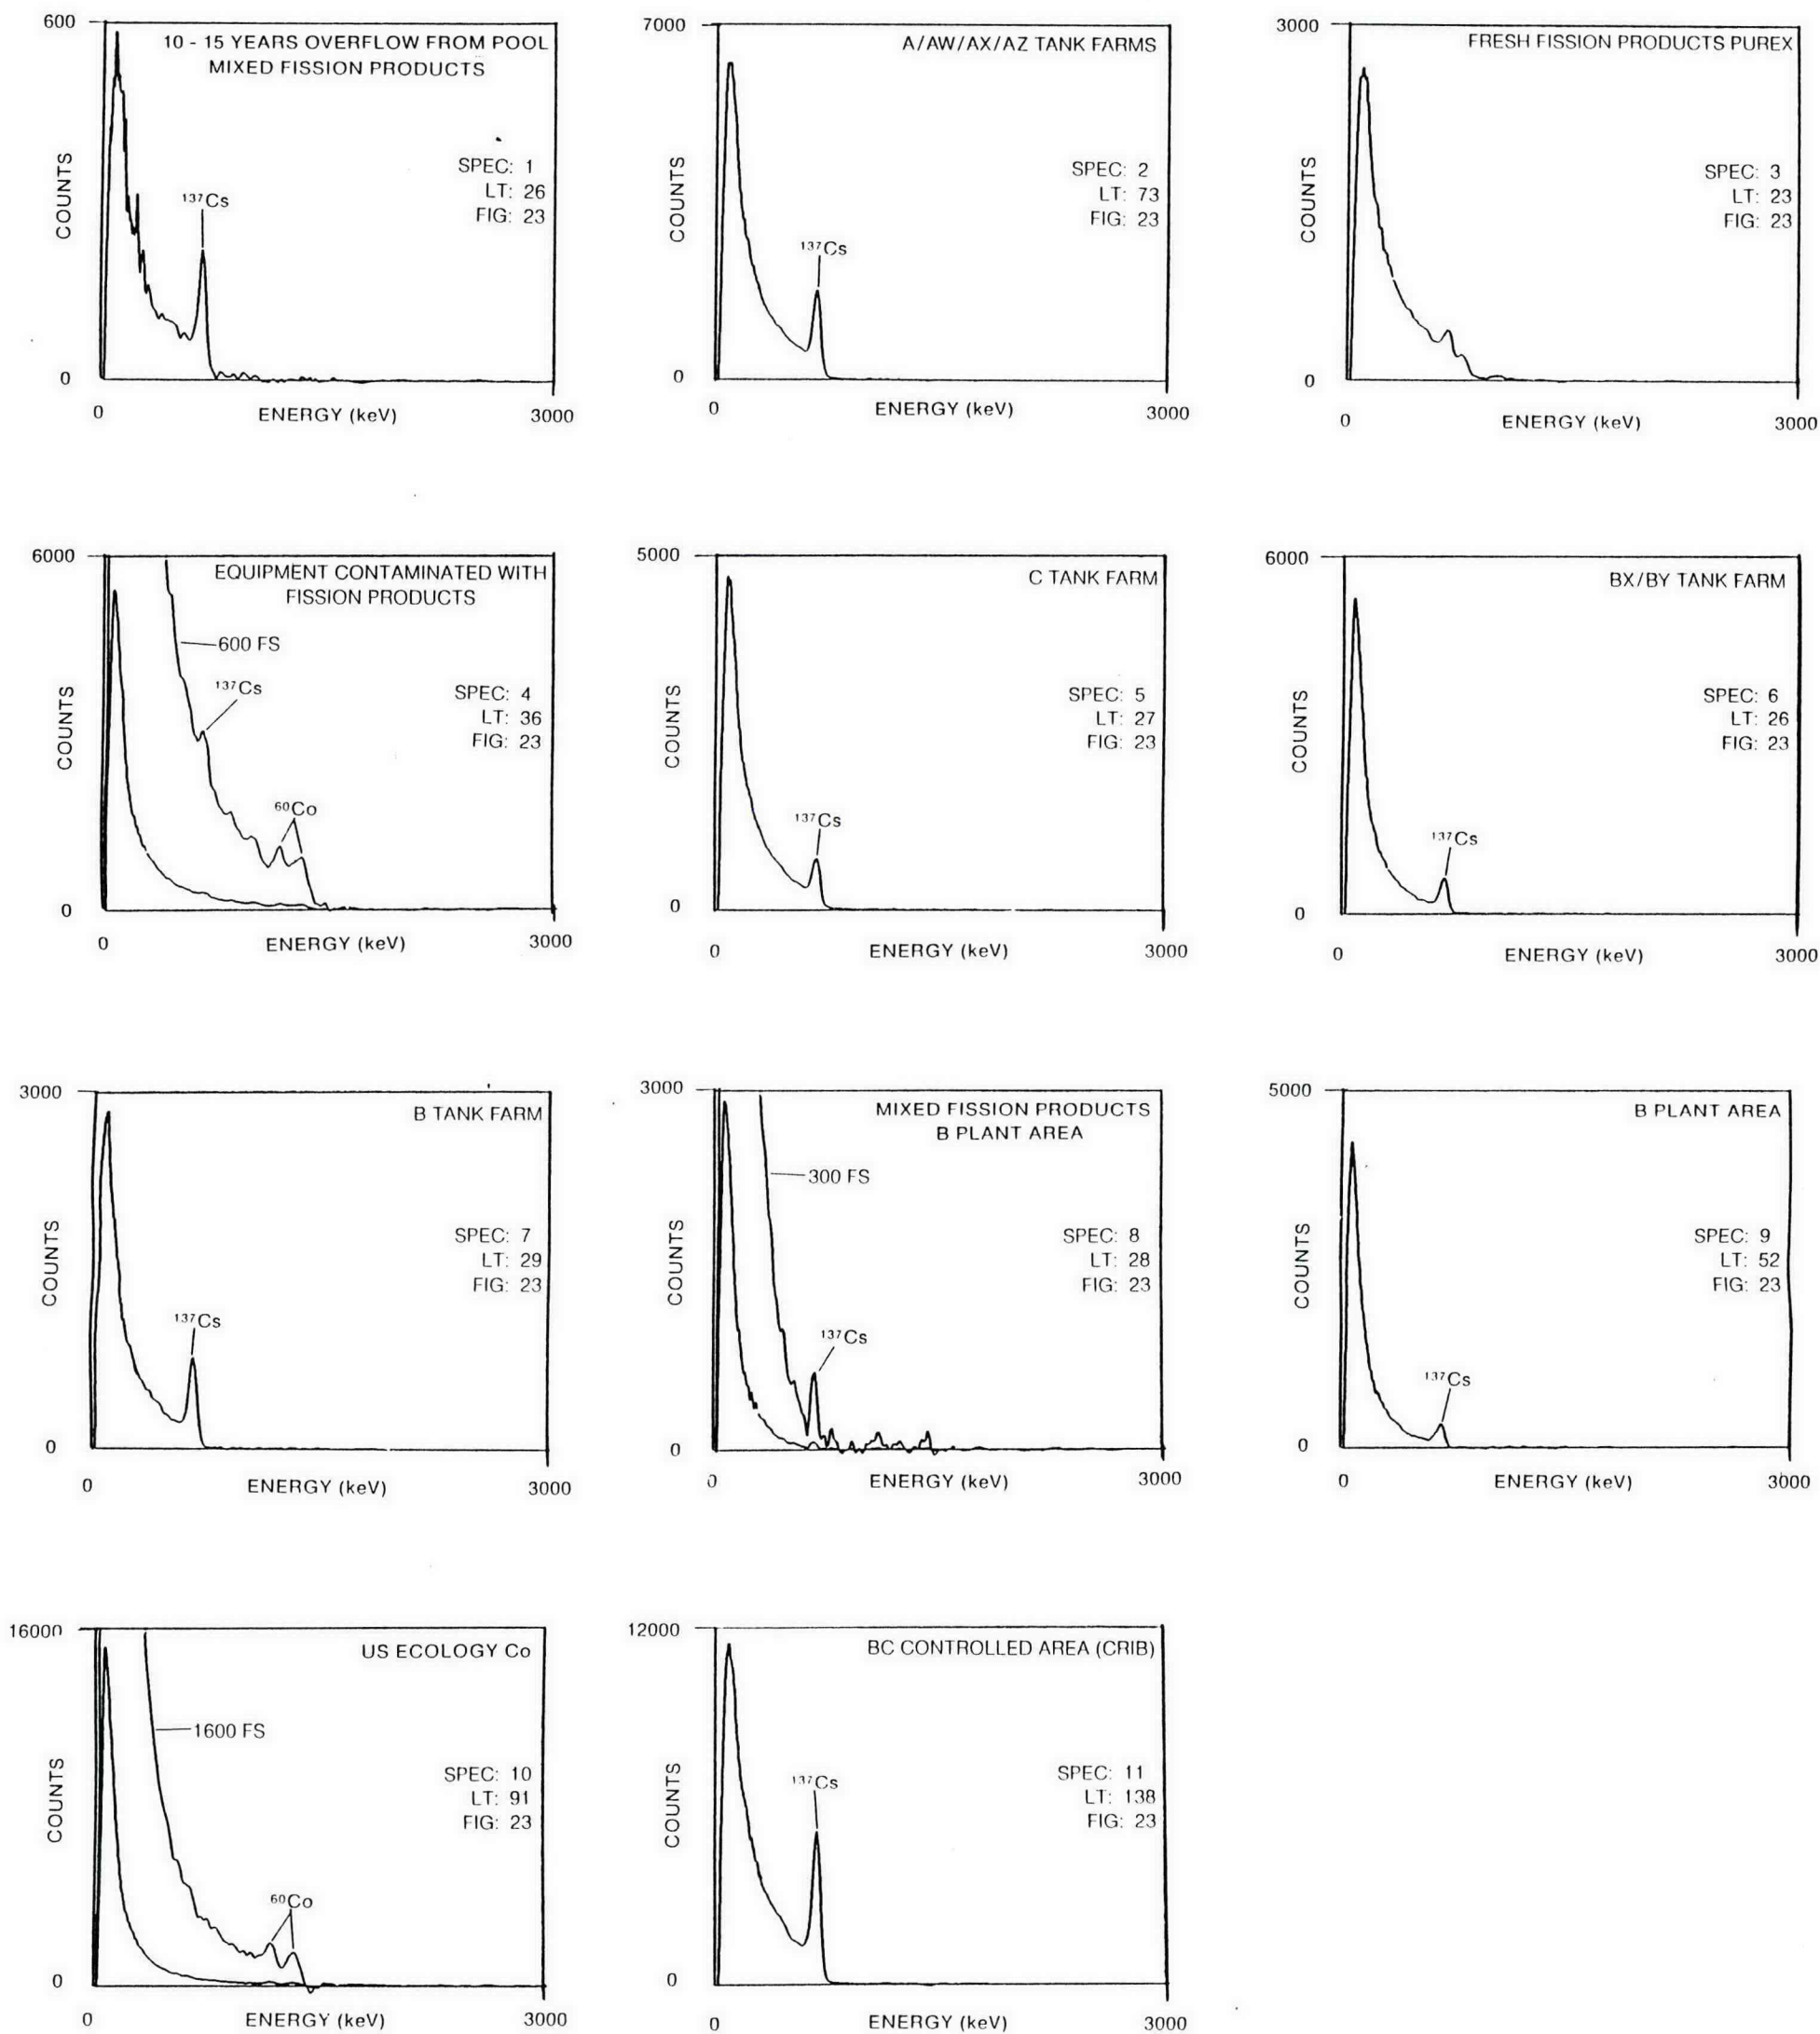 600
10 - 15 YEARS OVERFLOW FROM POOL
MIXED FISSION PRODUCTS
COUNTS
SPEC: 1
LT: 26
FIG: 23
¹³⁷Cs
0
0
ENERGY (keV)
3000
7000
A/AW/AX/AZ TANK FARMS
COUNTS
SPEC: 2
LT: 73
FIG: 23
¹³⁷Cs
0
0
ENERGY (keV)
3000
3000
FRESH FISSION PRODUCTS PUREX
COUNTS
SPEC: 3
LT: 23
FIG: 23
0
0
ENERGY (keV)
3000
6000
EQUIPMENT CONTAMINATED WITH
FISSION PRODUCTS
600 FS
¹³⁷Cs
COUNTS
SPEC: 4
LT: 36
FIG: 23
⁶⁰Co
0
0
ENERGY (keV)
3000
5000
C TANK FARM
COUNTS
SPEC: 5
LT: 27
FIG: 23
¹³⁷Cs
0
0
ENERGY (keV)
3000
6000
BX/BY TANK FARM
COUNTS
SPEC: 6
LT: 26
FIG: 23
¹³⁷Cs
0
0
ENERGY (keV)
3000
3000
B TANK FARM
COUNTS
SPEC: 7
LT: 29
FIG: 23
¹³⁷Cs
0
0
ENERGY (keV)
3000
3000
MIXED FISSION PRODUCTS
B PLANT AREA
300 FS
COUNTS
SPEC: 8
LT: 28
FIG: 23
¹³⁷Cs
0
0
ENERGY (keV)
3000
5000
B PLANT AREA
COUNTS
SPEC: 9
LT: 52
FIG: 23
¹³⁷Cs
0
0
ENERGY (keV)
3000
16000
US ECOLOGY Co
1600 FS
COUNTS
SPEC: 10
LT: 91
FIG: 23
⁶⁰Co
0
0
ENERGY (keV)
3000
12000
BC CONTROLLED AREA (CRIB)
COUNTS
SPEC: 11
LT: 138
FIG: 23
¹³⁷Cs
0
0
ENERGY (keV)
3000